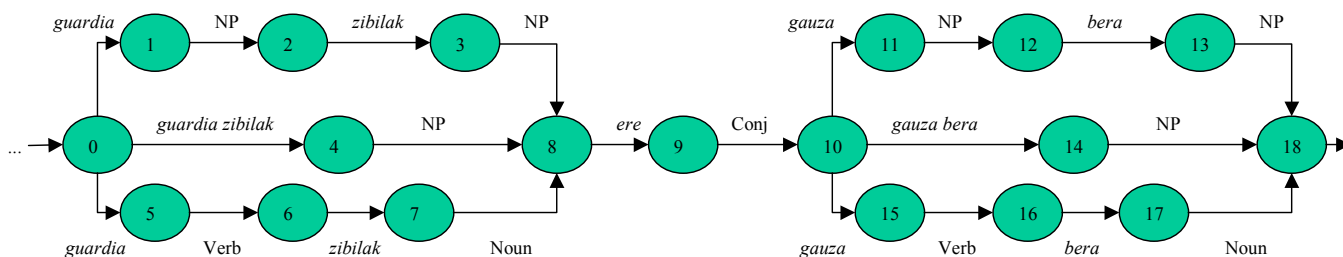 guardia NP zibilak NP gauza NP bera NP
1 2 3 11 12 13
guardia zibilak NP ere Conj gauza bera NP
... 0 4 8 9 10 14 18
5 6 7 15 16 17
guardia Verb zibilak Noun gauza Verb bera Noun